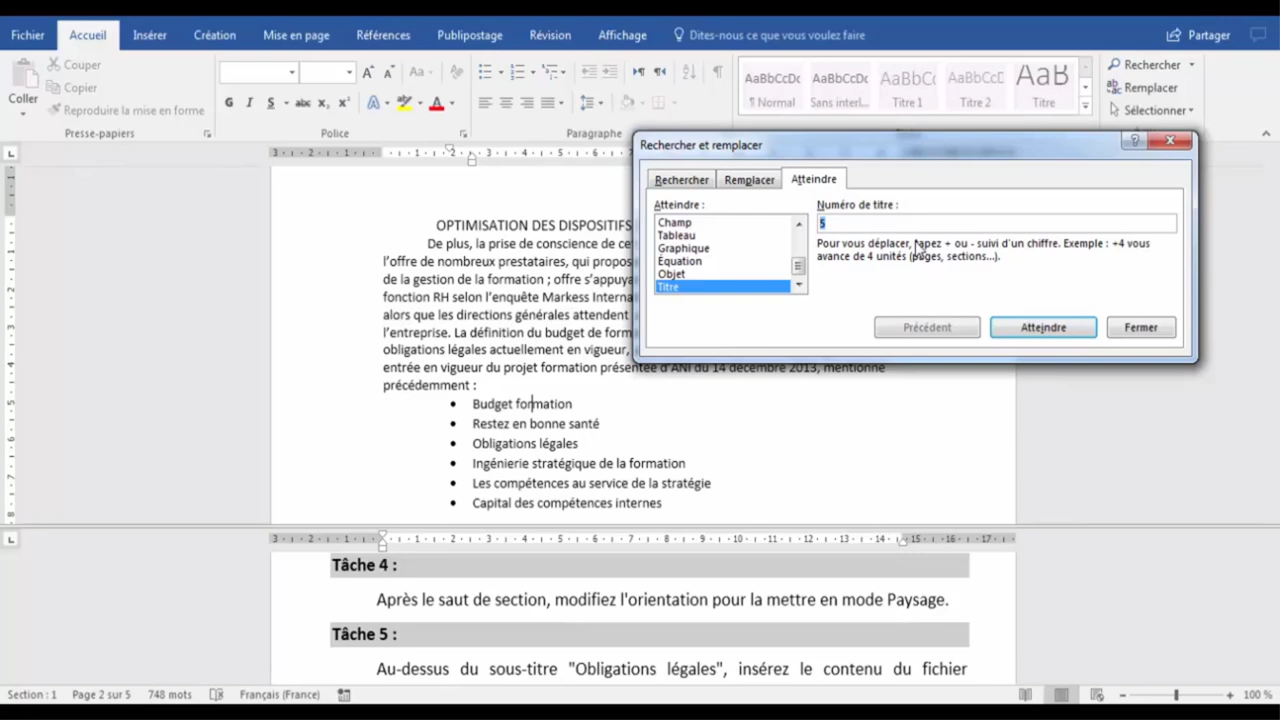 Fichier Accueil Insérer Création Mise en page Références Publipostage Révision Affichage Dites-nous ce que vous voulez faire Partager
Couper
Copier
Coller
Reproduire la mise en forme
Presse-papiers
Aa
G I S abc x₂ x² A A
Police
Paragraphe
AaBbCcDc AaBbCcDc AaBbC AaBbCcC AaB
¶ Normal Sans interl... Titre 1 Titre 2 Titre
Rechercher
Remplacer
Sélectionner
Rechercher et remplacer
Rechercher Remplacer Atteindre
Atteindre :
Champ
Tableau
Graphique
Équation
Objet
Titre
Numéro de titre :
5
Pour vous déplacer, tapez + ou - suivi d'un chiffre. Exemple : +4 vous
avance de 4 unités (pages, sections...).
Précédent Atteindre Fermer
OPTIMISATION DES DISPOSITIFS
De plus, la prise de conscience de ce
l'offre de nombreux prestataires, qui propos
de la gestion de la formation ; offre s'appuya
fonction RH selon l'enquête Markess Interna
alors que les directions générales attendent
l'entreprise. La définition du budget de form
obligations légales actuellement en vigueur,
entrée en vigueur du projet formation présentée d'ANI du 14 décembre 2013, mentionne
précédemment :
• Budget formation
• Restez en bonne santé
• Obligations légales
• Ingénierie stratégique de la formation
• Les compétences au service de la stratégie
• Capital des compétences internes
Tâche 4 :
Après le saut de section, modifiez l'orientation pour la mettre en mode Paysage.
Tâche 5 :
Au-dessus du sous-titre "Obligations légales", insérez le contenu du fichier
Section : 1 Page 2 sur 5 748 mots Français (France) 100 %